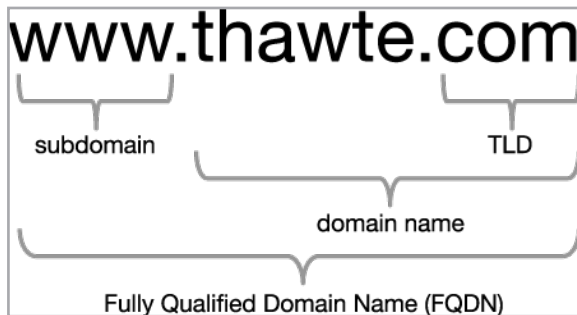 www.thawte.com
subdomain TLD
domain name
Fully Qualified Domain Name (FQDN)